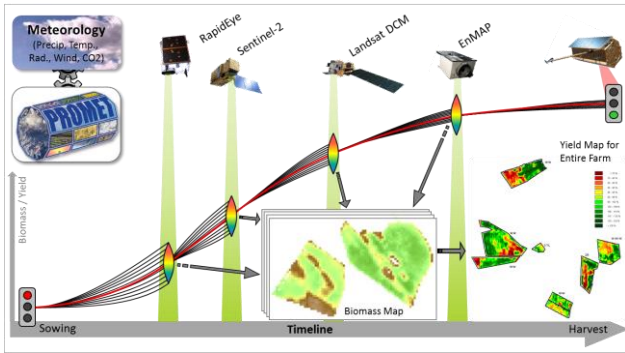 Meteorology
(Precip, Temp.,
Rad., Wind, CO2)
PROMET
RapidEye
Sentinel-2
Landsat DCM
EnMAP
Yield Map for
Entire Farm
Biomass / Yield
Biomass Map
Sowing
Timeline
Harvest